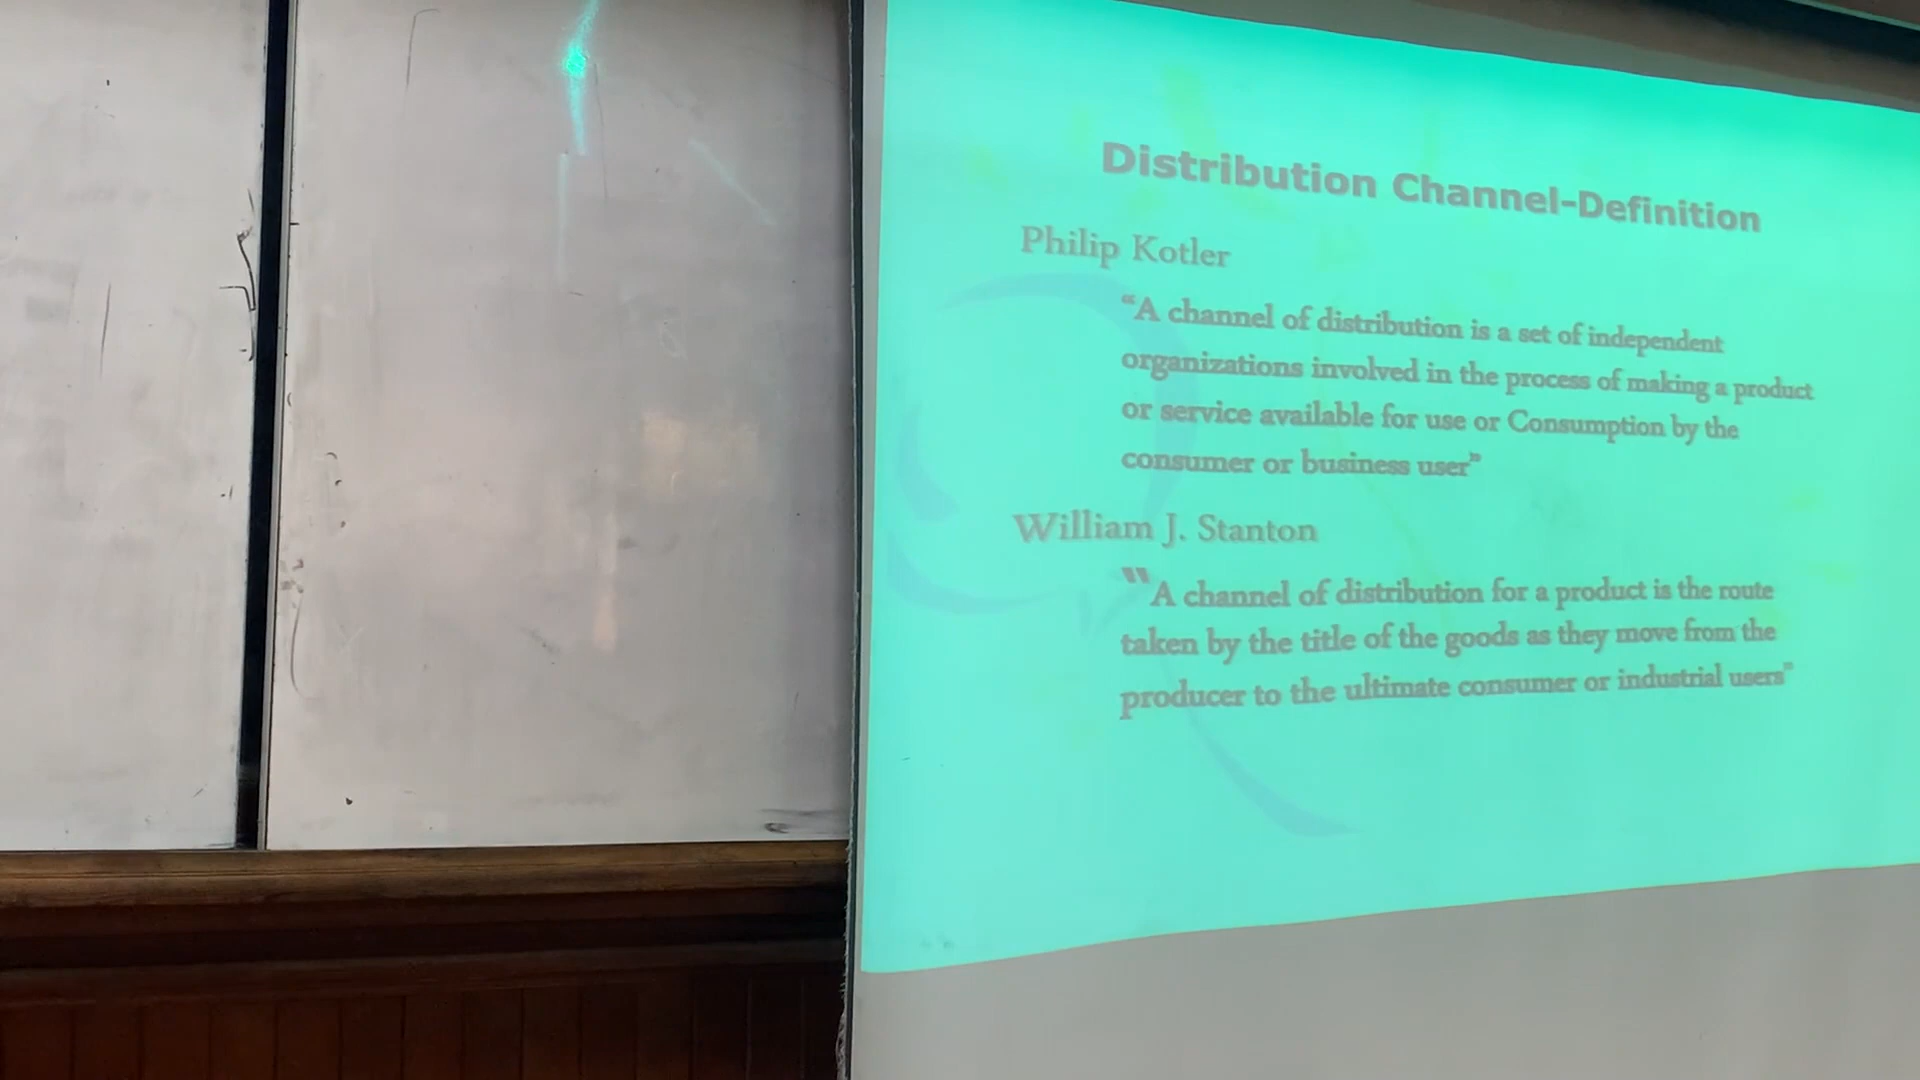 Distribution Channel-Definition
Philip Kotler
“A channel of distribution is a set of independent
organizations involved in the process of making a product
or service available for use or Consumption by the
consumer or business user”
William J. Stanton
"A channel of distribution for a product is the route
taken by the title of the goods as they move from the
producer to the ultimate consumer or industrial users"